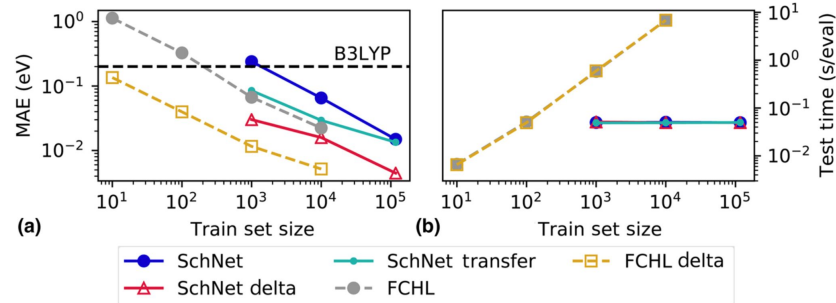 10⁰
10⁻¹
10⁻²
MAE (eV)
B3LYP
10¹ 10² 10³ 10⁴ 10⁵
Train set size
(a)
10¹
10⁰
10⁻¹
10⁻²
Test time (s/eval)
10¹ 10² 10³ 10⁴ 10⁵
Train set size
(b)
SchNet SchNet transfer FCHL delta
SchNet delta FCHL